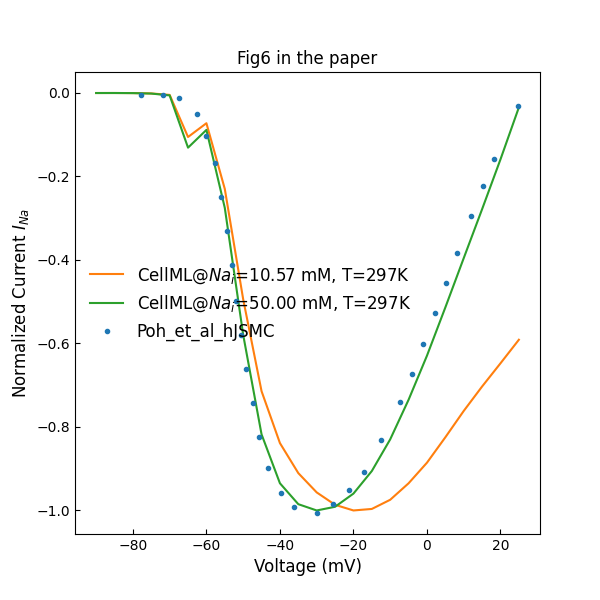 Fig6 in the paper
Normalized Current I_Na
0.0
−0.2
−0.4
−0.6
−0.8
−1.0
CellML@Na_i=10.57 mM, T=297K
CellML@Na_i=50.00 mM, T=297K
Poh_et_al_hJSMC
−80
−60
−40
−20
0
20
Voltage (mV)